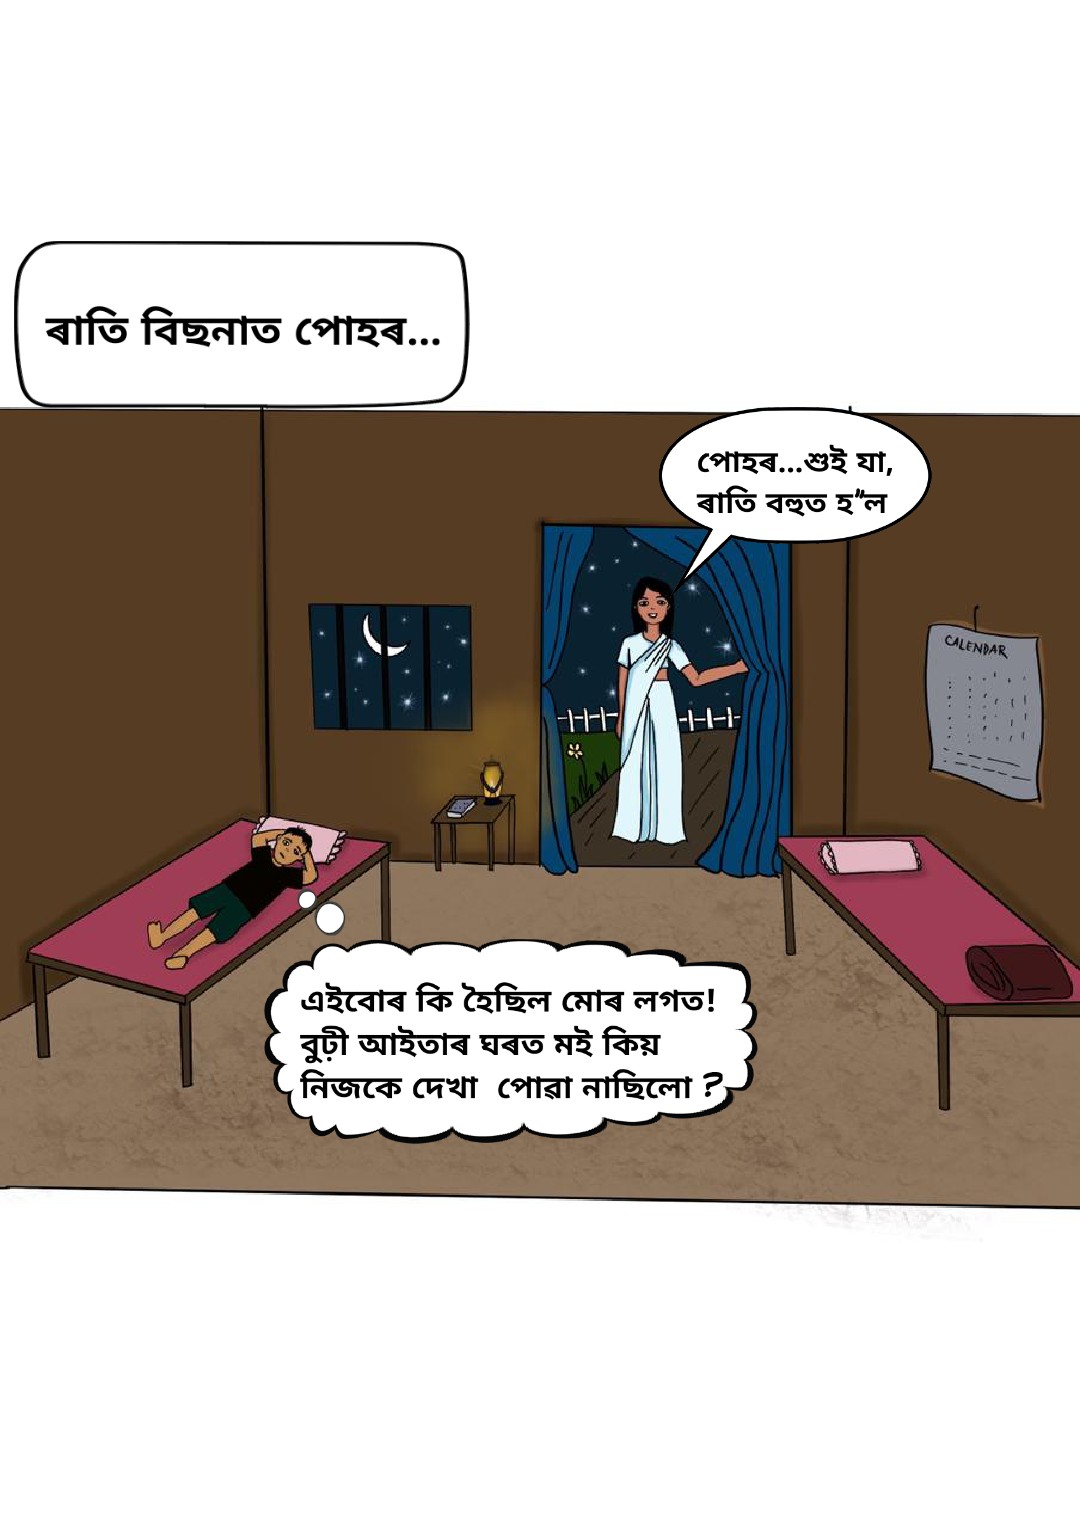 ৰাতি বিছনাত পোহৰ...
পোহৰ...শুই যা,
ৰাতি বহুত হ"ল
CALENDAR
এইবোৰ কি হৈছিল মোৰ লগত!
বুঢ়ী আইতাৰ ঘৰত মই কিয়
নিজকে দেখা পোৱা নাছিলো ?